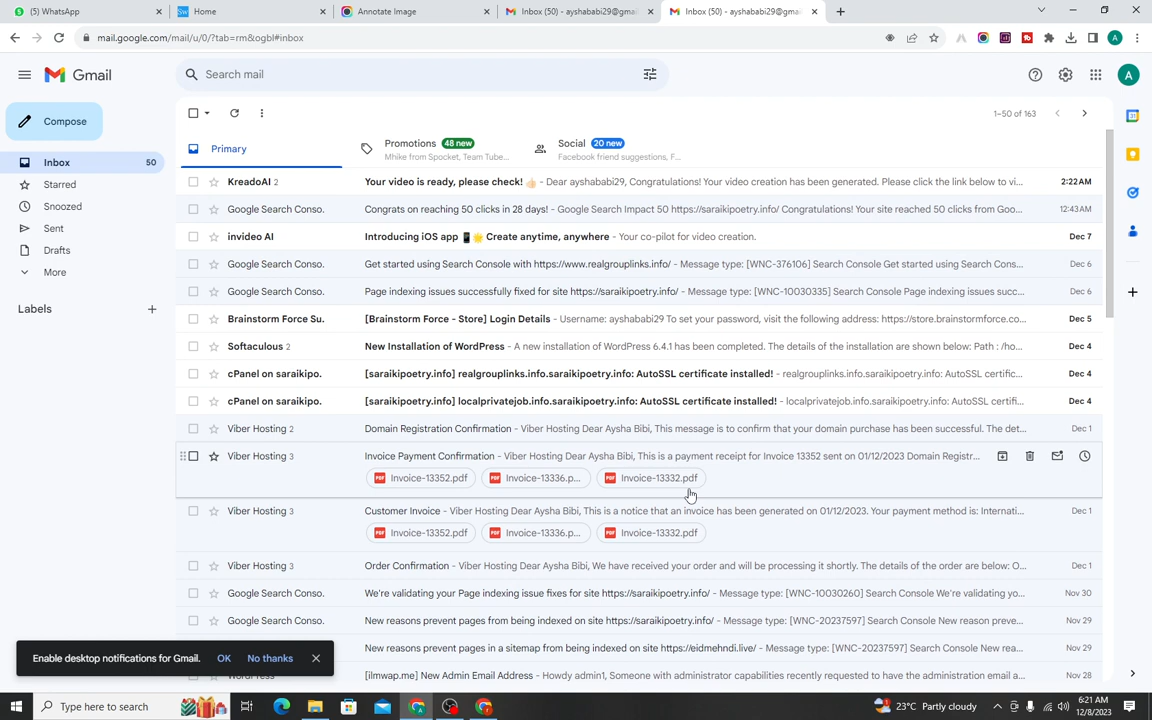 (5) WhatsApp
Home
Annotate Image
Inbox (50) - ayshababi29@gmai
Inbox (50) - ayshababi29@gmai
mail.google.com/mail/u/0/?tab=rm&ogbl#inbox
A
Gmail
Search mail
A
Compose
1–50 of 163
Primary
Promotions 48 new
Mhike from Spocket, Team Tube...
Social 20 new
Facebook friend suggestions, F...
Inbox 50
Starred
Snoozed
Sent
Drafts
More
Labels
KreadoAI 2 Your video is ready, please check! 👍🏻 - Dear ayshababi29, Congratulations! Your video creation has been generated. Please click the link below to vi... 2:22 AM
Google Search Conso. Congrats on reaching 50 clicks in 28 days! - Google Search Impact 50 https://saraikipoetry.info/ Congratulations! Your site reached 50 clicks from Goo... 12:43 AM
invideo AI Introducing iOS app 📱🌟 Create anytime, anywhere - Your co-pilot for video creation. Dec 7
Google Search Conso. Get started using Search Console with https://www.realgrouplinks.info/ - Message type: [WNC-376106] Search Console Get started using Search Cons... Dec 6
Google Search Conso. Page indexing issues successfully fixed for site https://saraikipoetry.info/ - Message type: [WNC-10030335] Search Console Page indexing issues succ... Dec 6
Brainstorm Force Su. [Brainstorm Force - Store] Login Details - Username: ayshababi29 To set your password, visit the following address: https://store.brainstormforce.co... Dec 5
Softaculous 2 New Installation of WordPress - A new installation of WordPress 6.4.1 has been completed. The details of the installation are shown below: Path : /ho... Dec 4
cPanel on saraikipo. [saraikipoetry.info] realgrouplinks.info.saraikipoetry.info: AutoSSL certificate installed! - realgrouplinks.info.saraikipoetry.info: AutoSSL certific... Dec 4
cPanel on saraikipo. [saraikipoetry.info] localprivatejob.info.saraikipoetry.info: AutoSSL certificate installed! - localprivatejob.info.saraikipoetry.info: AutoSSL certifi... Dec 4
Viber Hosting 2 Domain Registration Confirmation - Viber Hosting Dear Aysha Bibi, This message is to confirm that your domain purchase has been successful. The det... Dec 1
Viber Hosting 3 Invoice Payment Confirmation - Viber Hosting Dear Aysha Bibi, This is a payment receipt for Invoice 13352 sent on 01/12/2023 Domain Registr...
PDF Invoice-13352.pdf PDF Invoice-13336.p... PDF Invoice-13332.pdf
Viber Hosting 3 Customer Invoice - Viber Hosting Dear Aysha Bibi, This is a notice that an invoice has been generated on 01/12/2023. Your payment method is: Internati... Dec 1
PDF Invoice-13352.pdf PDF Invoice-13336.p... PDF Invoice-13332.pdf
Viber Hosting 3 Order Confirmation - Viber Hosting Dear Aysha Bibi, We have received your order and will be processing it shortly. The details of the order are below: O... Dec 1
Google Search Conso. We're validating your Page indexing issue fixes for site https://saraikipoetry.info/ - Message type: [WNC-10030260] Search Console We're validating yo... Nov 30
Google Search Conso. New reasons prevent pages from being indexed on site https://saraikipoetry.info/ - Message type: [WNC-20237597] Search Console New reason preve... Nov 29
New reasons prevent pages in a sitemap from being indexed on site https://eidmehndi.live/ - Message type: [WNC-20237597] Search Console New rea... Nov 29
Enable desktop notifications for Gmail. OK No thanks
WordPress [ilmwap.me] New Admin Email Address - Howdy admin1, Someone with administrator capabilities recently requested to have the administration email a... Nov 28
Type here to search
23°C Partly cloudy
6:21 AM
12/8/2023